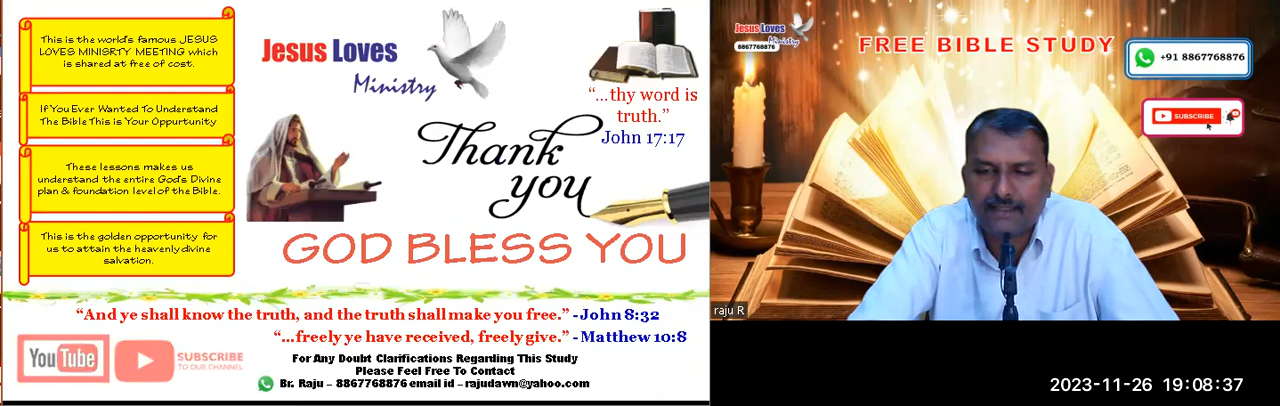 This is the world's famous JESUS
LOVES MINISRTY MEETING which
is shared at free of cost.
If You Ever Wanted To Understand
The Bible This is Your Oppurtunity
These lessons makes us
understand the entire God's Divine
plan & foundation level of the Bible.
This is the golden opportunity for
us to attain the heavenly divine
salvation.
Jesus Loves
Ministry
“...thy word is
truth.”
John 17:17
Thank
you
GOD BLESS YOU
“And ye shall know the truth, and the truth shall make you free.” - John 8:32
“...freely ye have received, freely give.” - Matthew 10:8
YouTube
SUBSCRIBE
TO OUR CHANNEL
For Any Doubt Clarifications Regarding This Study
Please Feel Free To Contact
Br. Raju – 8867768876 email id – rajudawn@yahoo.com
Jesus Loves
Ministry
8867768876
FREE BIBLE STUDY
+91 8867768876
SUBSCRIBE
raju R
2023-11-26 19:08:37